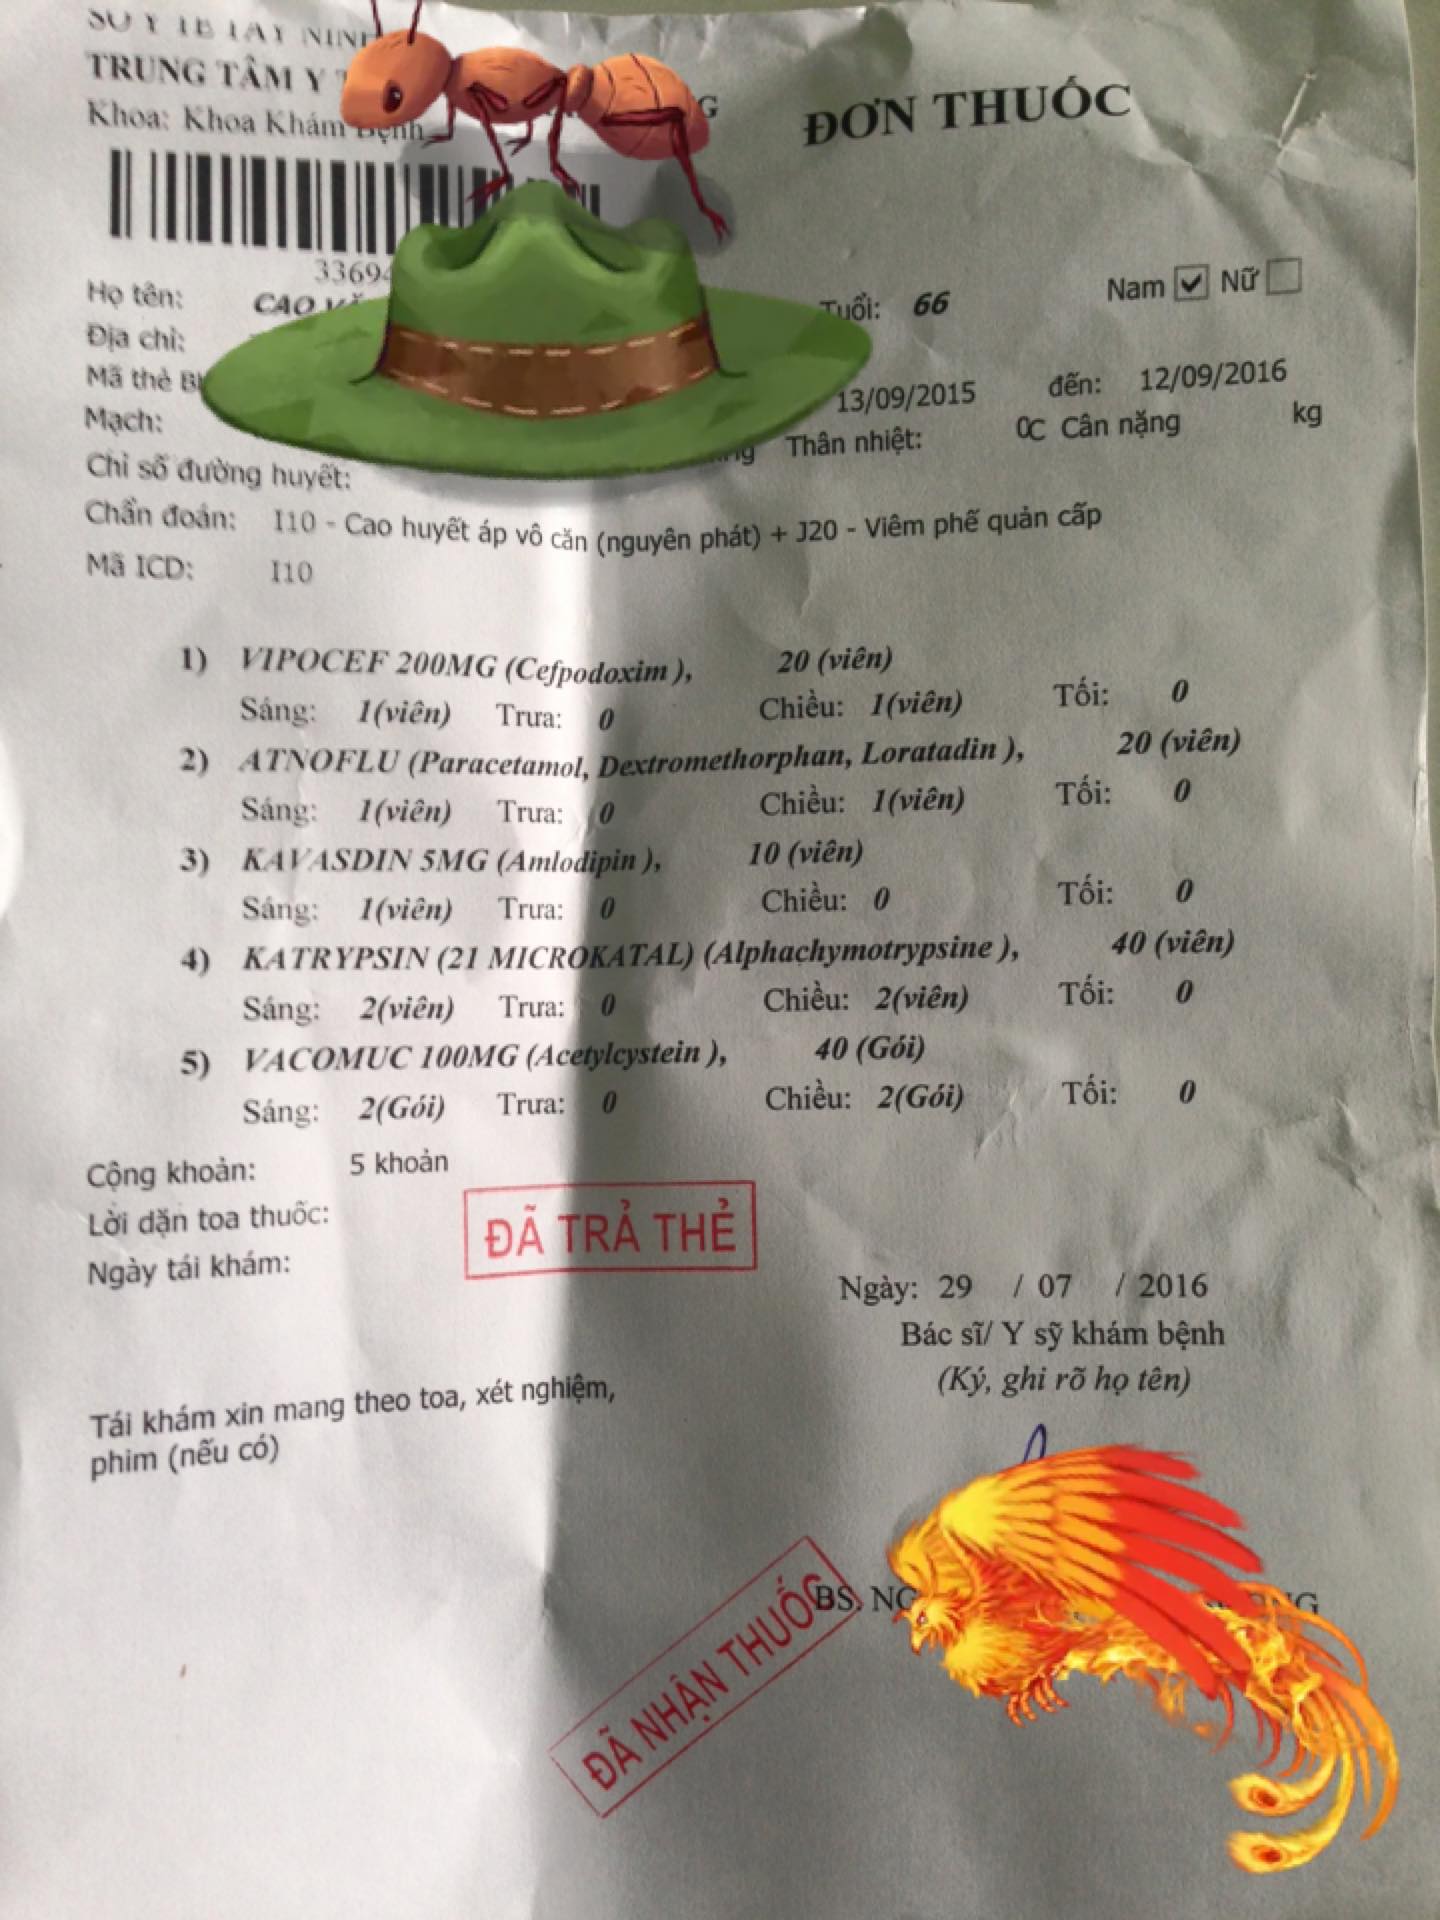 SỞ Y TẾ TÂY NINH
TRUNG TÂM Y
Khoa: Khoa Khám Bệnh
ĐƠN THUỐC
3369
Họ tên: CAO
Tuổi: 66 Nam Nữ
Địa chỉ:
Mã thẻ
13/09/2015 đến: 12/09/2016
Mạch: Thân nhiệt: 0C Cân nặng kg
Chỉ số đường huyết:
Chẩn đoán: I10 - Cao huyết áp vô căn (nguyên phát) + J20 - Viêm phế quản cấp
Mã ICD: I10
1) VIPOCEF 200MG (Cefpodoxim ), 20 (viên)
Sáng: 1(viên) Trưa: 0 Chiều: 1(viên) Tối: 0
2) ATNOFLU (Paracetamol, Dextromethorphan, Loratadin ), 20 (viên)
Sáng: 1(viên) Trưa: 0 Chiều: 1(viên) Tối: 0
3) KAVASDIN 5MG (Amlodipin ), 10 (viên)
Sáng: 1(viên) Trưa: 0 Chiều: 0 Tối: 0
4) KATRYPSIN (21 MICROKATAL) (Alphachymotrypsine ), 40 (viên)
Sáng: 2(viên) Trưa: 0 Chiều: 2(viên) Tối: 0
5) VACOMUC 100MG (Acetylcystein ), 40 (Gói)
Sáng: 2(Gói) Trưa: 0 Chiều: 2(Gói) Tối: 0
Cộng khoản: 5 khoản
Lời dặn toa thuốc:
ĐÃ TRẢ THẺ
Ngày tái khám:
Ngày: 29 / 07 / 2016
Bác sĩ/ Y sỹ khám bệnh
(Ký, ghi rõ họ tên)
Tái khám xin mang theo toa, xét nghiệm,
phim (nếu có)
BS.
ĐÃ NHẬN THUỐC